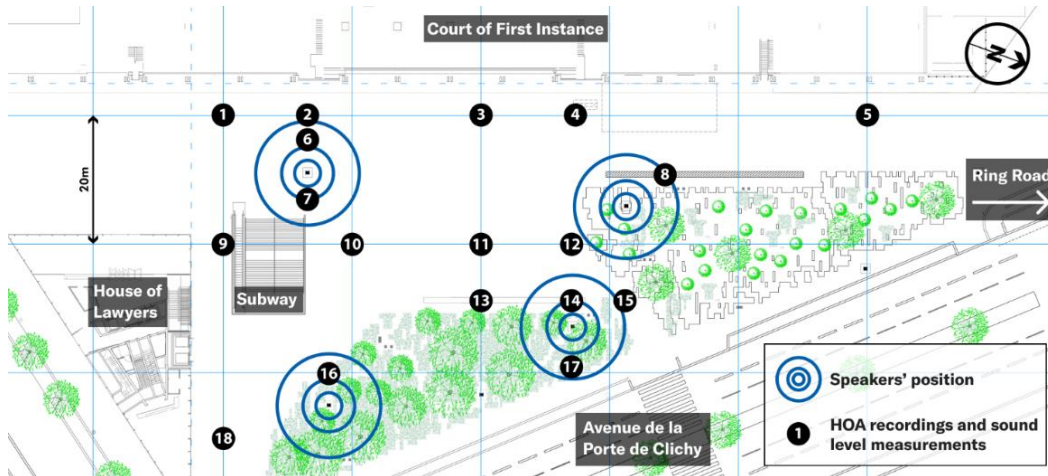 Court of First Instance
N
1
2
3
4
5
6
20m
7
8
Ring Road
9
10
11
12
House of
Lawyers
Subway
13
14
15
16
17
Speakers' position
18
Avenue de la
Porte de Clichy
1
HOA recordings and sound
level measurements